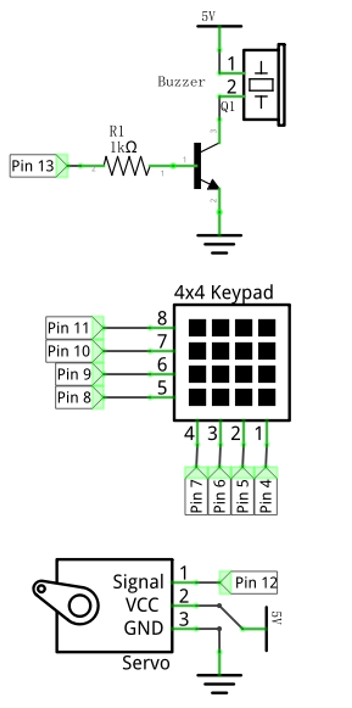 5V
1
Buzzer
2
Q1
R1
1kΩ
3
Pin 13
2
1
1
2
4x4 Keypad
Pin 11 8
Pin 10 7
Pin 9 6
Pin 8 5
4 3 2 1
Pin 7 Pin 6 Pin 5 Pin 4
Signal 1 Pin 12
VCC 2
5V
GND 3
Servo